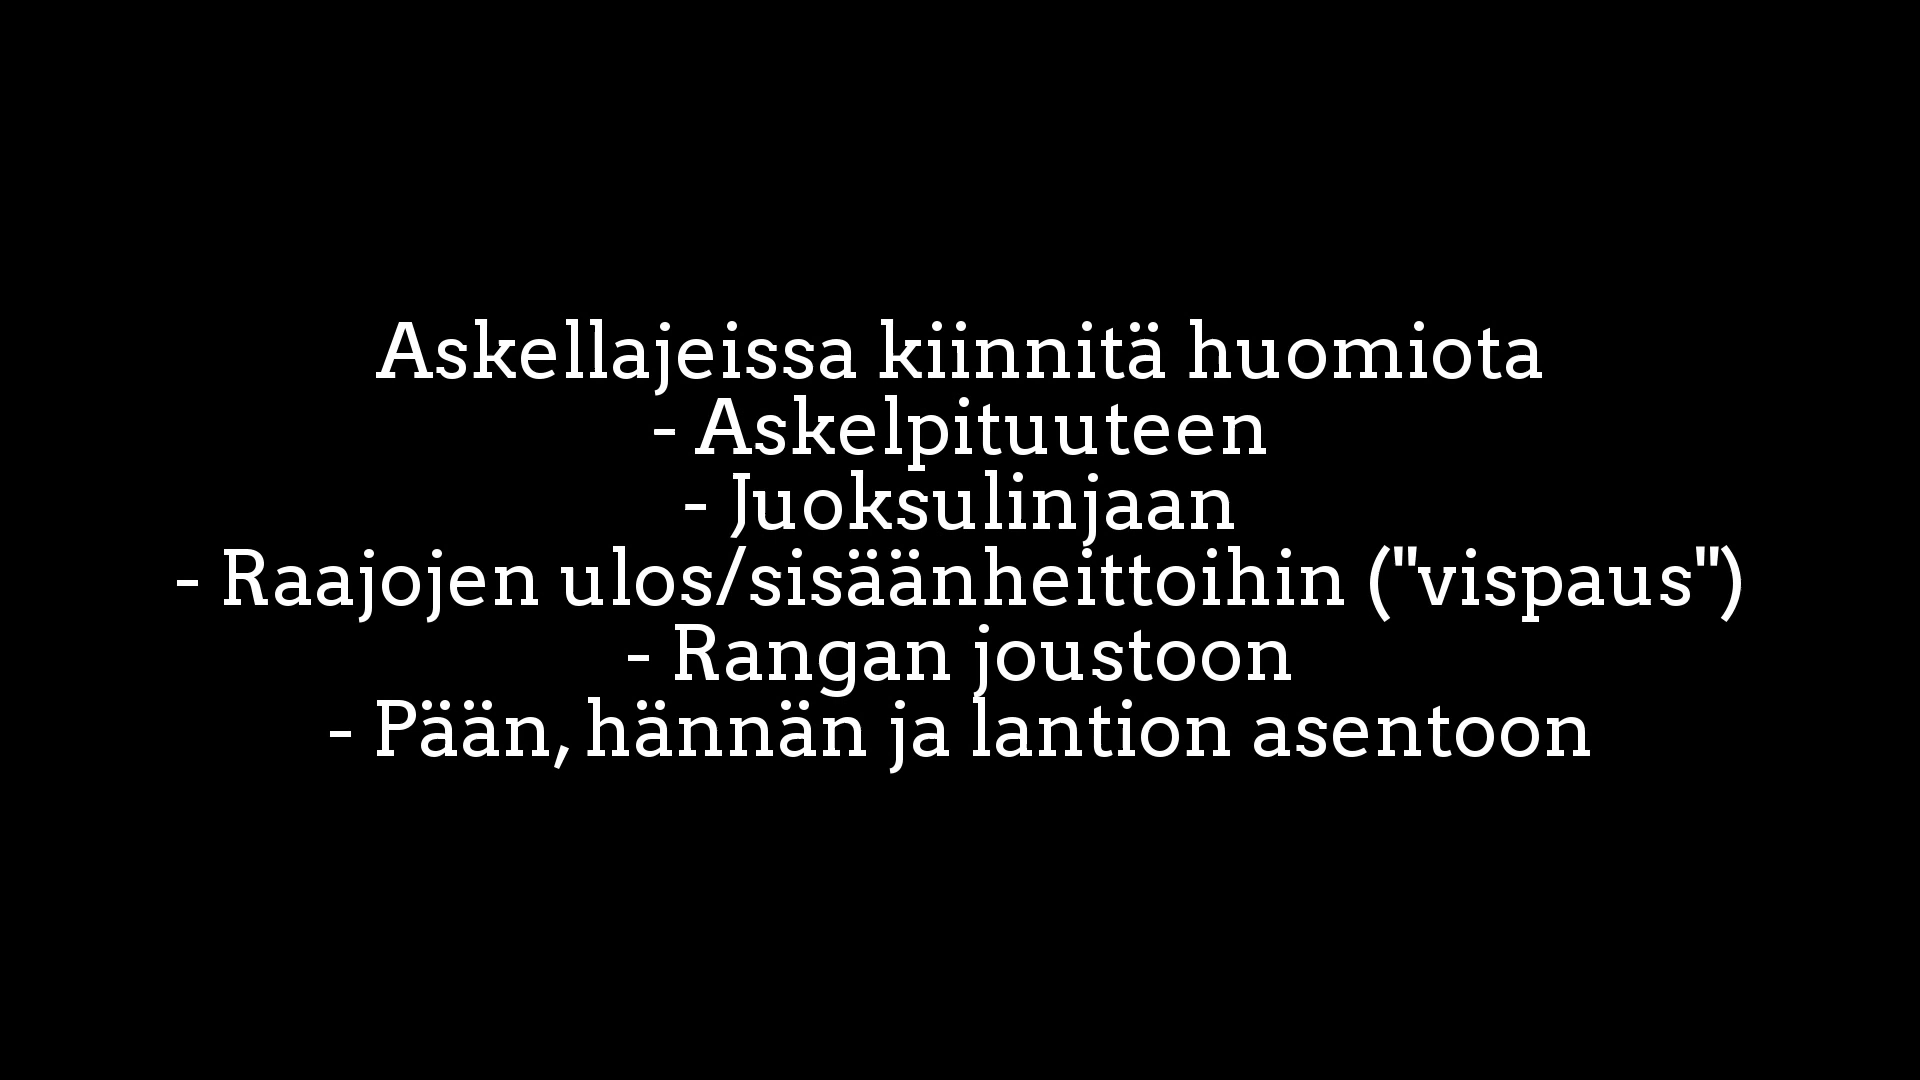 Askellajeissa kiinnitä huomiota
- Askelpituuteen
- Juoksulinjaan
- Raajojen ulos/sisäänheittoihin ("vispaus")
- Rangan joustoon
- Pään, hännän ja lantion asentoon